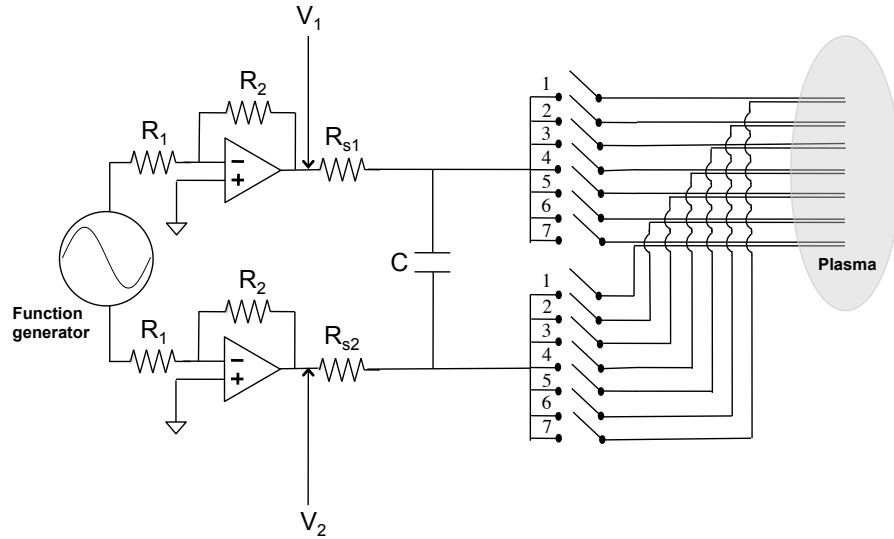 V1
R2
R1
Rs1
−
+
1
2
3
4
5
6
7
C
Plasma
Function
generator
R2
R1
Rs2
−
+
1
2
3
4
5
6
7
V2